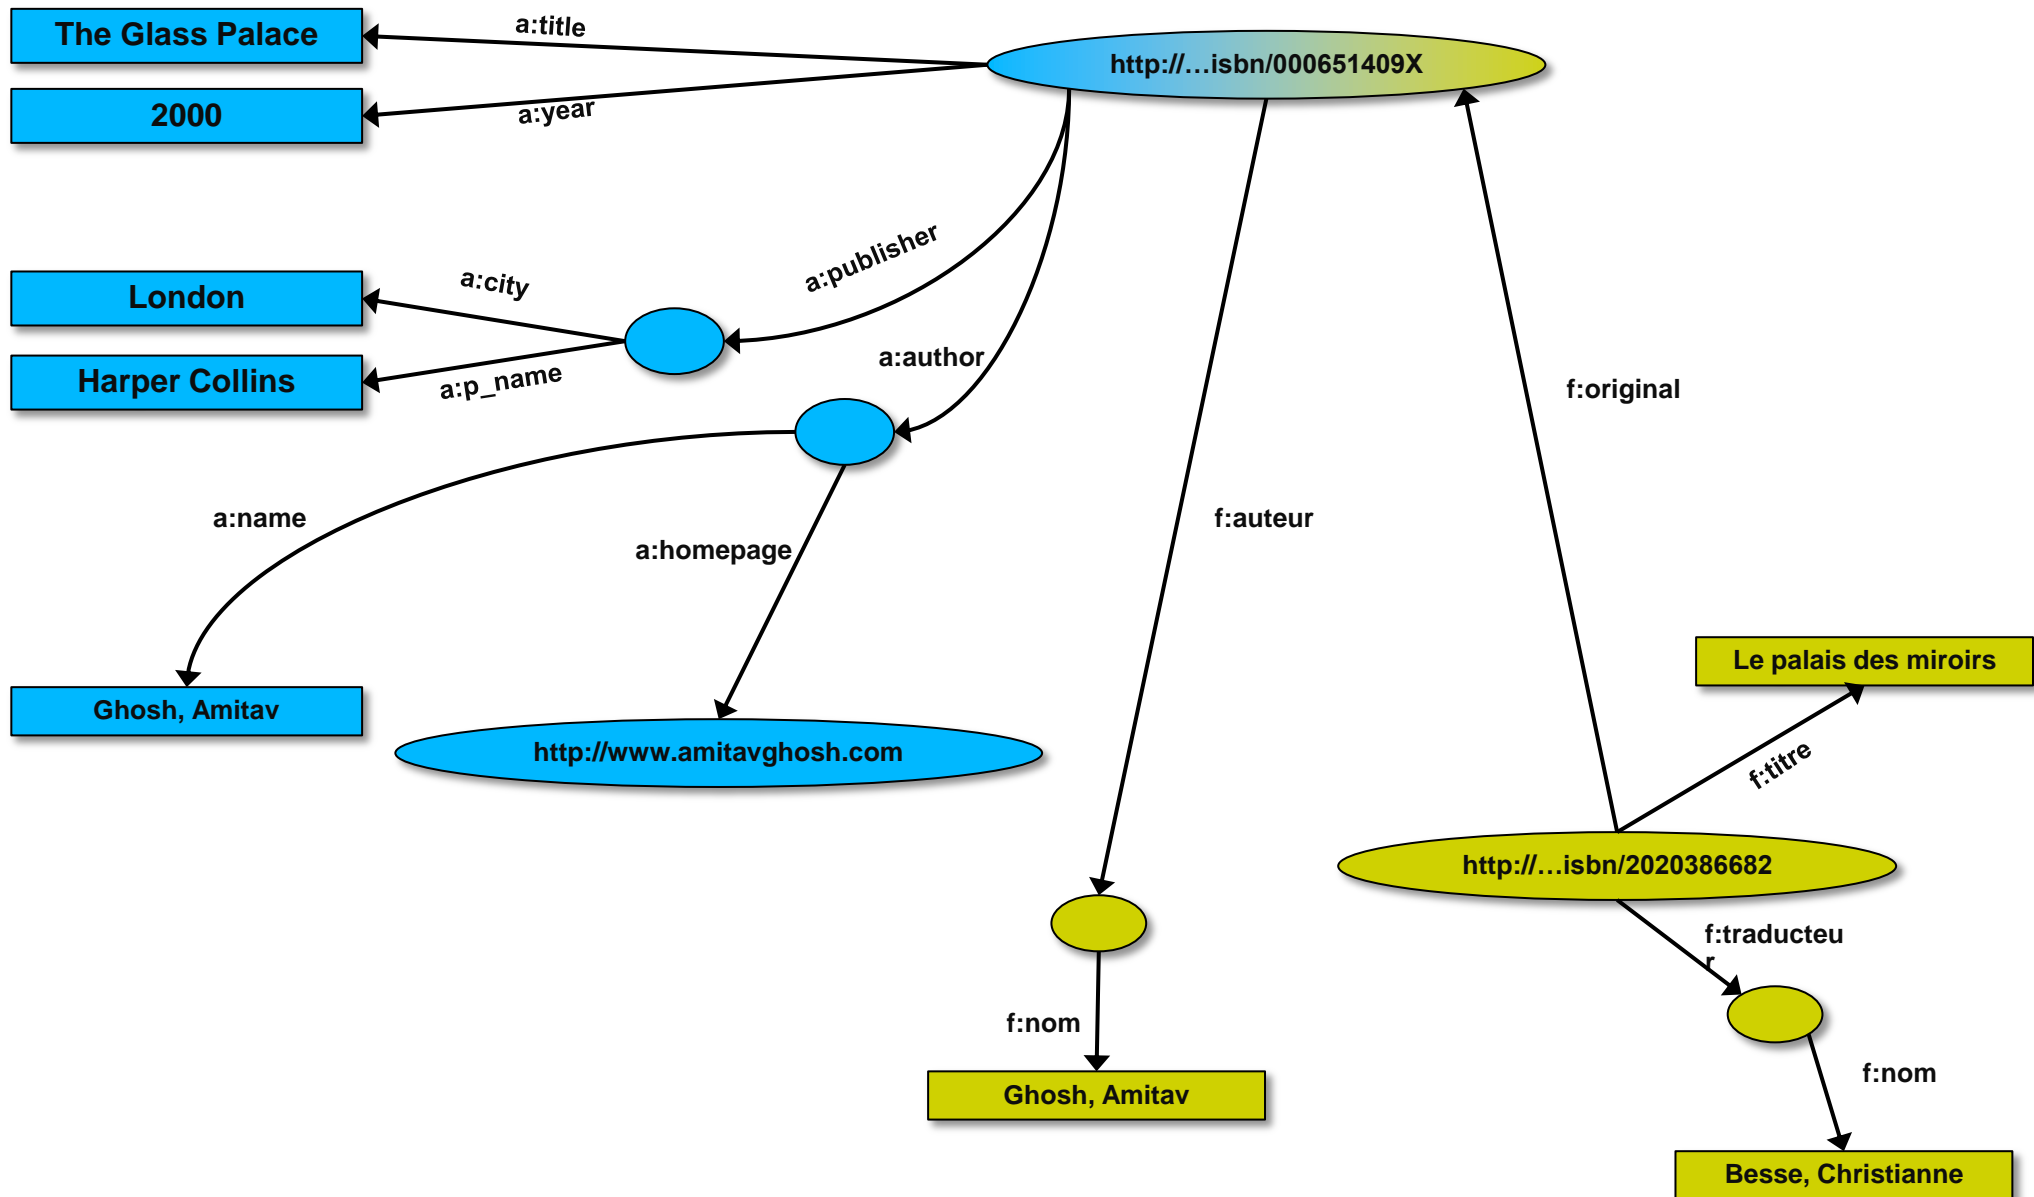 The Glass Palace
a:title
http://…isbn/000651409X
2000
a:year
a:publisher
London
a:city
Harper Collins
a:p_name
a:author
f:original
a:name
a:homepage
f:auteur
Le palais des miroirs
Ghosh, Amitav
http://www.amitavghosh.com
f:titre
http://…isbn/2020386682
f:traducteu
r
f:nom
f:nom
Ghosh, Amitav
Besse, Christianne